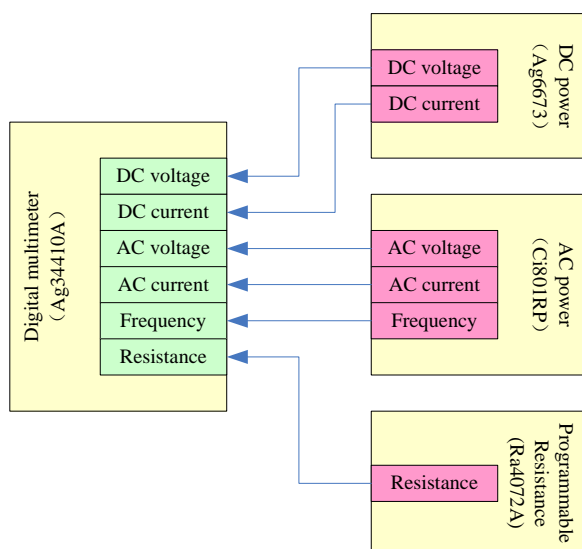 Digital multimeter
(Ag34410A)
DC voltage
DC current
AC voltage
AC current
Frequency
Resistance
DC voltage
DC current
DC power
(Ag6673)
AC voltage
AC current
Frequency
AC power
(Ci801RP)
Resistance
Programmable
Resistance
(Ra4072A)